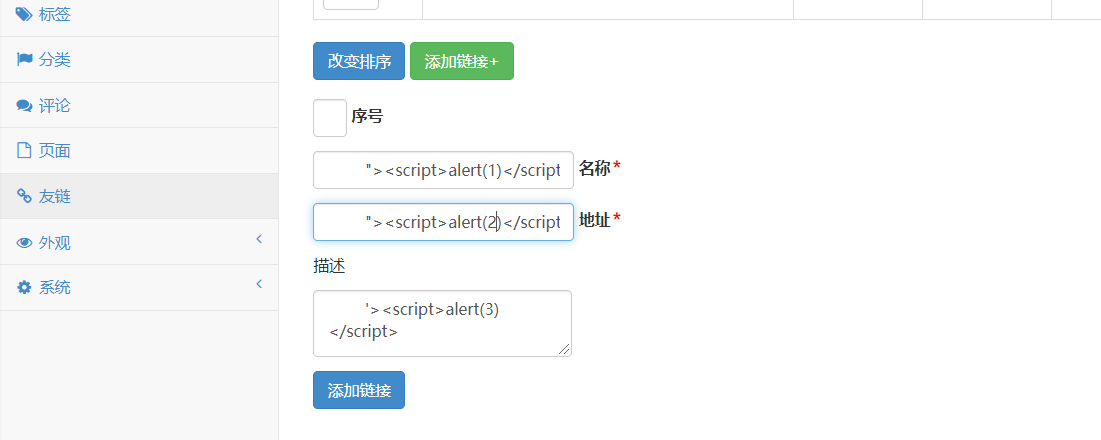 标签
分类
评论
页面
友链
外观
系统
改变排序 添加链接+
序号
"><script>alert(1)</script 名称*
"><script>alert(2)</script 地址*
描述
'><script>alert(3)
</script>
添加链接